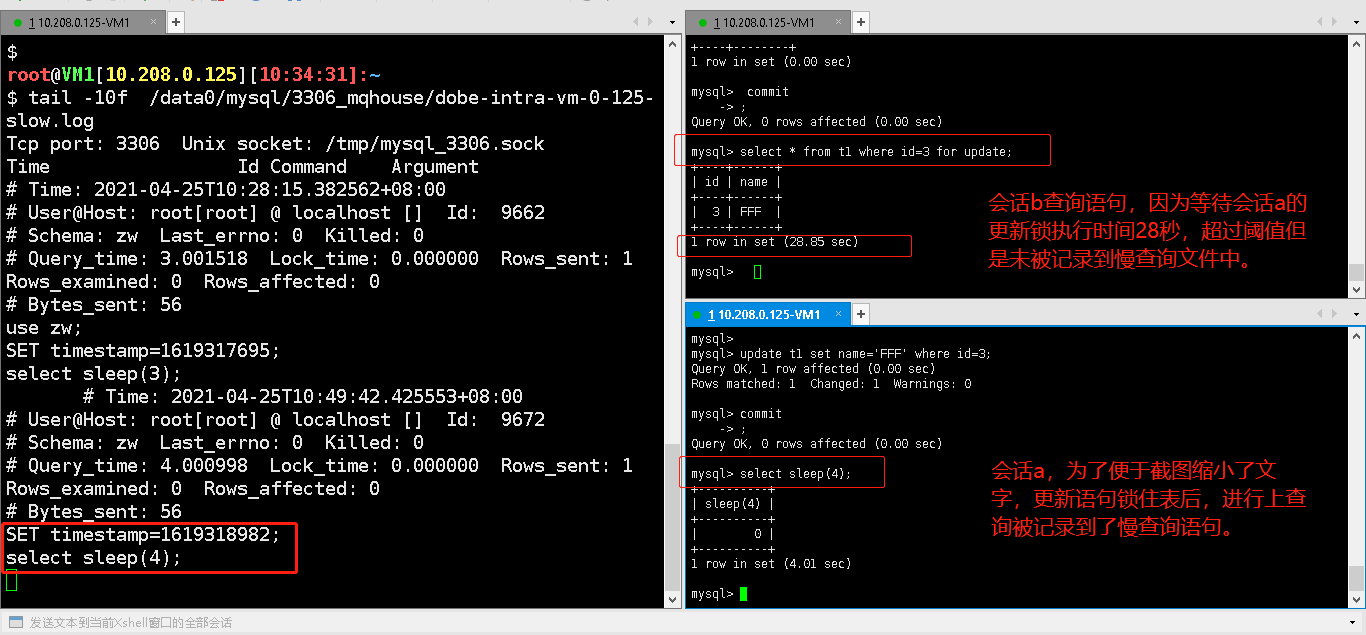 1 10.208.0.125-VM1
$
root@VM1[10.208.0.125][10:34:31]:~
$ tail -10f  /data0/mysql/3306_mqhouse/dobe-intra-vm-0-125-
slow.log
Tcp port: 3306  Unix socket: /tmp/mysql_3306.sock
Time                 Id Command    Argument
# Time: 2021-04-25T10:28:15.382562+08:00
# User@Host: root[root] @ localhost []  Id:  9662
# Schema: zw  Last_errno: 0  Killed: 0
# Query_time: 3.001518  Lock_time: 0.000000  Rows_sent: 1
Rows_examined: 0  Rows_affected: 0
# Bytes_sent: 56
use zw;
SET timestamp=1619317695;
select sleep(3);
# Time: 2021-04-25T10:49:42.425553+08:00
# User@Host: root[root] @ localhost []  Id:  9672
# Schema: zw  Last_errno: 0  Killed: 0
# Query_time: 4.000998  Lock_time: 0.000000  Rows_sent: 1
Rows_examined: 0  Rows_affected: 0
# Bytes_sent: 56
SET timestamp=1619318982;
select sleep(4);
1 10.208.0.125-VM1
+----+--------+
1 row in set (0.00 sec)
mysql>  commit
    -> ;
Query OK, 0 rows affected (0.00 sec)
mysql> select * from t1 where id=3 for update;
+----+------+
| id | name |
+----+------+
|  3 | FFF  |
+----+------+
1 row in set (28.85 sec)
mysql>
会话b查询语句，因为等待会话a的
更新锁执行时间28秒，超过阈值但
是未被记录到慢查询文件中。
1 10.208.0.125-VM1
mysql>
mysql> update t1 set name='FFF' where id=3;
Query OK, 1 row affected (0.00 sec)
Rows matched: 1  Changed: 1  Warnings: 0
mysql> commit
    -> ;
Query OK, 0 rows affected (0.00 sec)
mysql> select sleep(4);
+----------+
| sleep(4) |
+----------+
|        0 |
+----------+
1 row in set (4.01 sec)
mysql>
会话a，为了便于截图缩小了文
字，更新语句锁住表后，进行上查
询被记录到了慢查询语句。
发送文本到当前Xshell窗口的全部会话